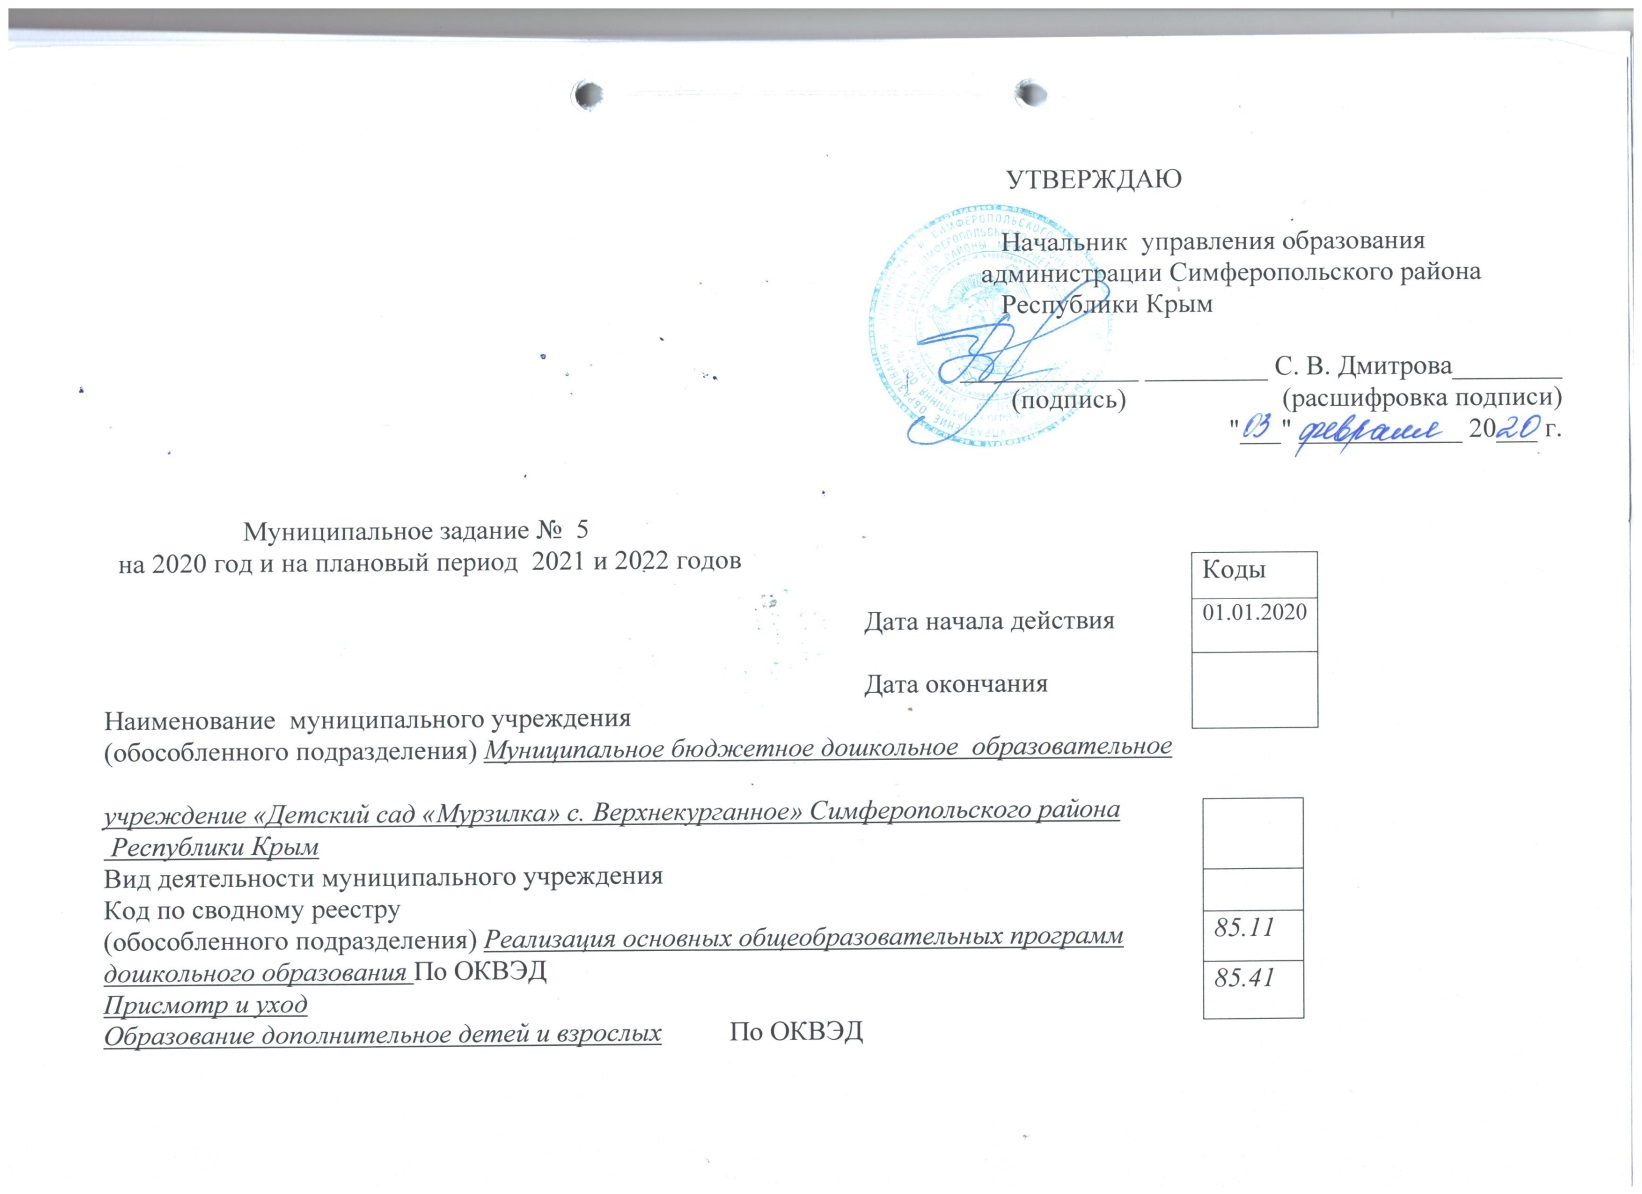 УТВЕРЖДАЮ
Начальник управления образования
администрации Симферопольского района
Республики Крым
С. В. Дмитрова
(подпись) (расшифровка подписи)
"03" февраля 2020 г.
Муниципальное задание № 5
на 2020 год и на плановый период 2021 и 2022 годов
Коды
Дата начала действия 01.01.2020
Дата окончания
Наименование муниципального учреждения
(обособленного подразделения) Муниципальное бюджетное дошкольное образовательное
учреждение «Детский сад «Мурзилка» с. Верхнекурганное» Симферопольского района
Республики Крым
Вид деятельности муниципального учреждения
Код по сводному реестру
(обособленного подразделения) Реализация основных общеобразовательных программ 85.11
дошкольного образования По ОКВЭД 85.41
Присмотр и уход
Образование дополнительное детей и взрослых По ОКВЭД